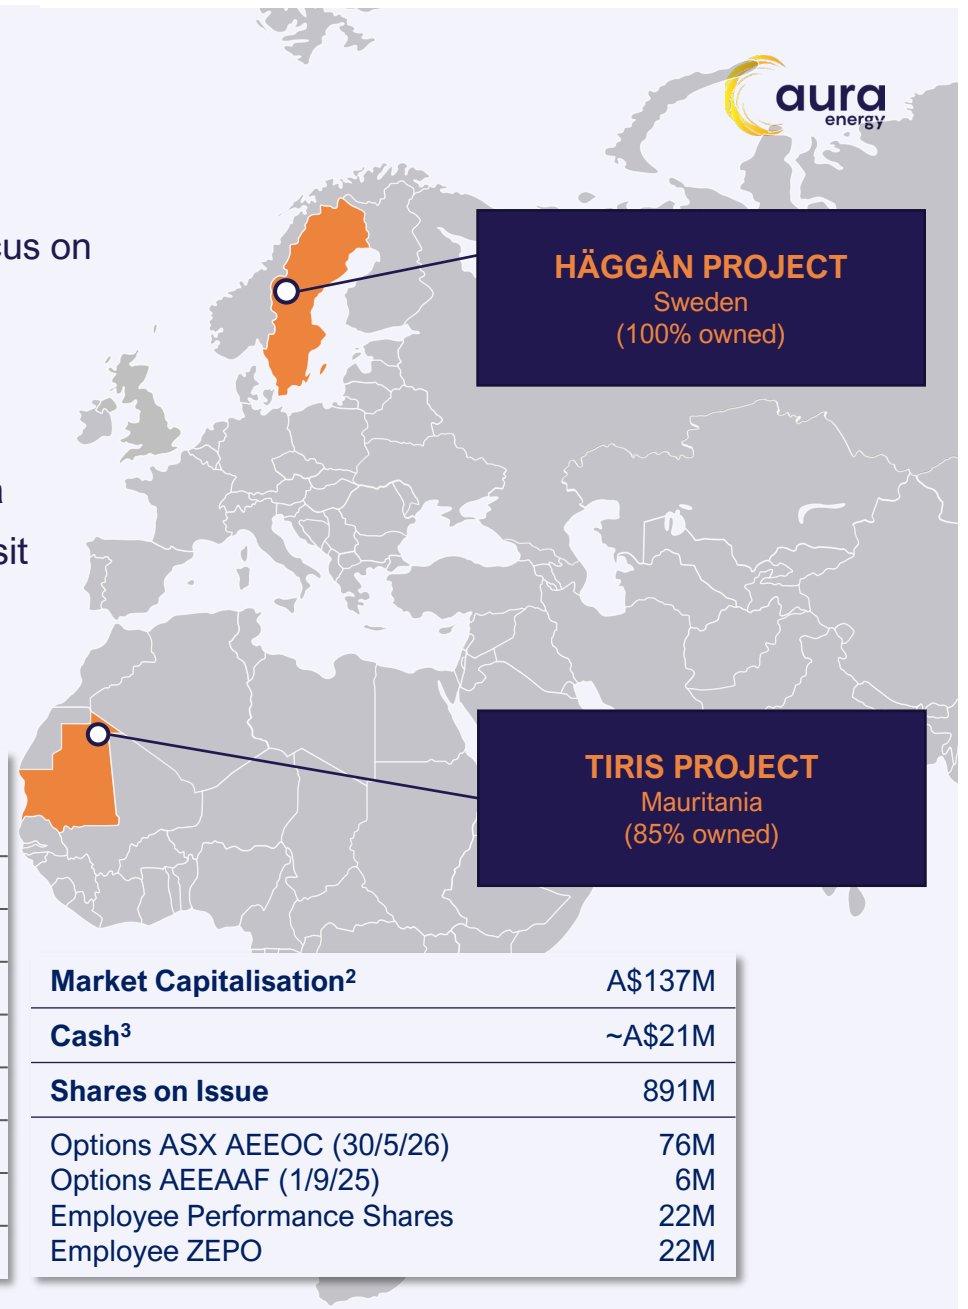 aura
energy
cus on
HÄGGÅN PROJECT
Sweden
(100% owned)
sit
TIRIS PROJECT
Mauritania
(85% owned)
Market Capitalisation² A$137M
Cash³ ~A$21M
Shares on Issue 891M
Options ASX AEEOC (30/5/26) 76M
Options AEEAAF (1/9/25) 6M
Employee Performance Shares 22M
Employee ZEPO 22M